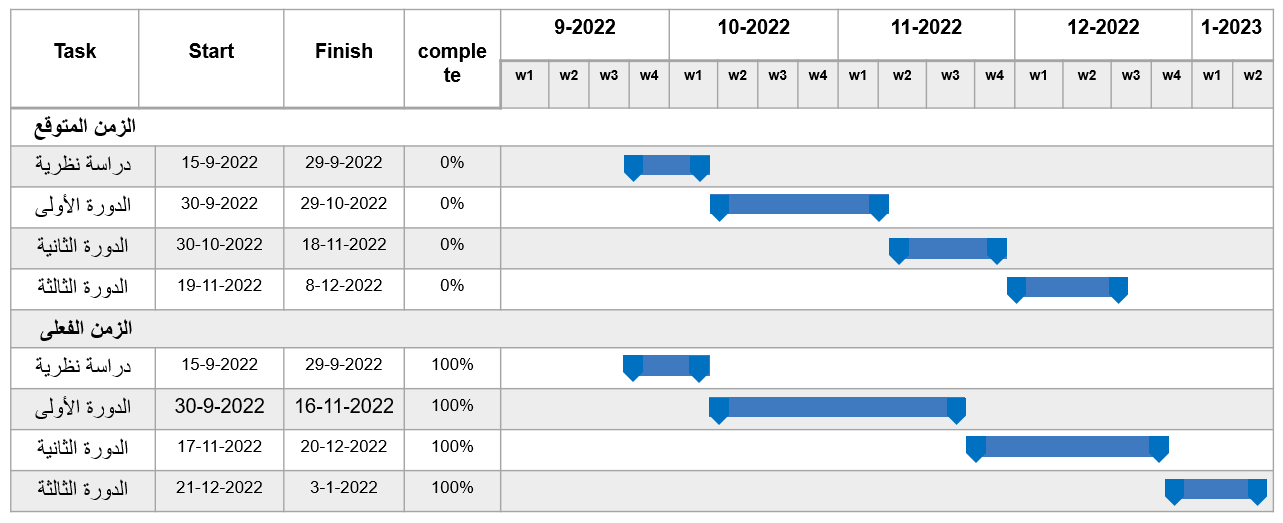 Task Start Finish comple
te 9-2022 10-2022 11-2022 12-2022 1-2023
w1 w2 w3 w4 w1 w2 w3 w4 w1 w2 w3 w4 w1 w2 w3 w4 w1 w2
الزمن المتوقع
دراسة نظرية 15-9-2022 29-9-2022 0%
الدورة الأولى 30-9-2022 29-10-2022 0%
الدورة الثانية 30-10-2022 18-11-2022 0%
الدورة الثالثة 19-11-2022 8-12-2022 0%
الزمن الفعلي
دراسة نظرية 15-9-2022 29-9-2022 100%
الدورة الأولى 30-9-2022 16-11-2022 100%
الدورة الثانية 17-11-2022 20-12-2022 100%
الدورة الثالثة 21-12-2022 3-1-2022 100%